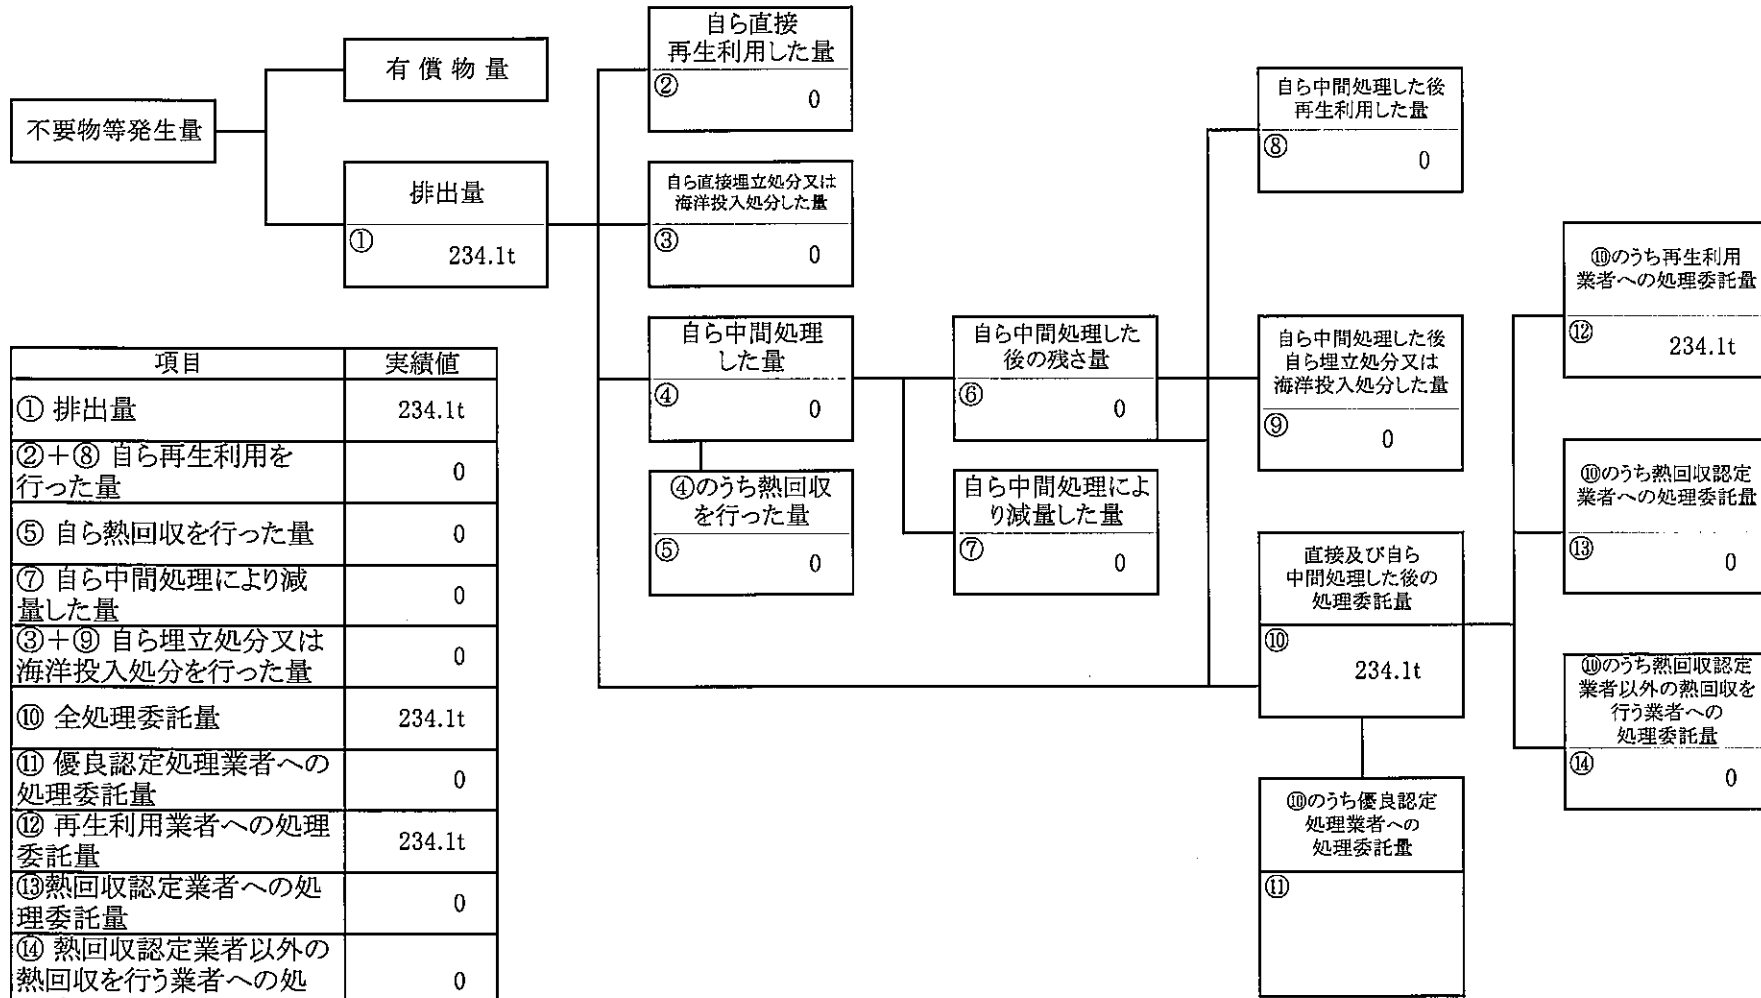 不要物等発生量
有償物量
排出量
①
234.1t
自ら直接
再生利用した量
②
0
自ら直接埋立処分又は
海洋投入処分した量
③
0
自ら中間処理
した量
④
0
④のうち熱回収
を行った量
⑤
0
自ら中間処理した
後の残さ量
⑥
0
自ら中間処理によ
り減量した量
⑦
0
自ら中間処理した後
再生利用した量
⑧
0
自ら中間処理した後
自ら埋立処分又は
海洋投入処分した量
⑨
0
直接及び自ら
中間処理した後の
処理委託量
⑩
234.1t
⑩のうち優良認定
処理業者への
処理委託量
⑪
⑩のうち再生利用
業者への処理委託量
⑫
234.1t
⑩のうち熱回収認定
業者への処理委託量
⑬
0
⑩のうち熱回収認定
業者以外の熱回収を
行う業者への
処理委託量
⑭
0
項目 実績値
① 排出量 234.1t
②+⑧ 自ら再生利用を
行った量 0
⑤ 自ら熱回収を行った量 0
⑦ 自ら中間処理により減
量した量 0
③+⑨ 自ら埋立処分又は
海洋投入処分を行った量 0
⑩ 全処理委託量 234.1t
⑪ 優良認定処理業者への
処理委託量 0
⑫ 再生利用業者への処理
委託量 234.1t
⑬熱回収認定業者への処
理委託量 0
⑭ 熱回収認定業者以外の
熱回収を行う業者への処 0